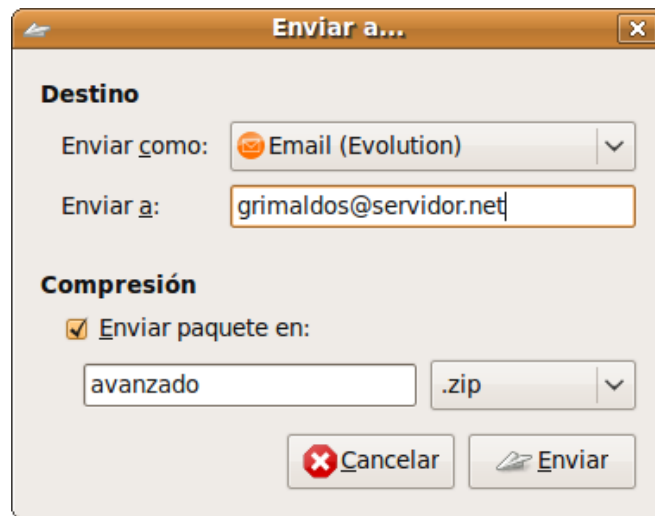 Enviar a...
Destino
Enviar como: Email (Evolution)
Enviar a: grimaldos@servidor.net
Compresión
Enviar paquete en:
avanzado .zip
Cancelar Enviar